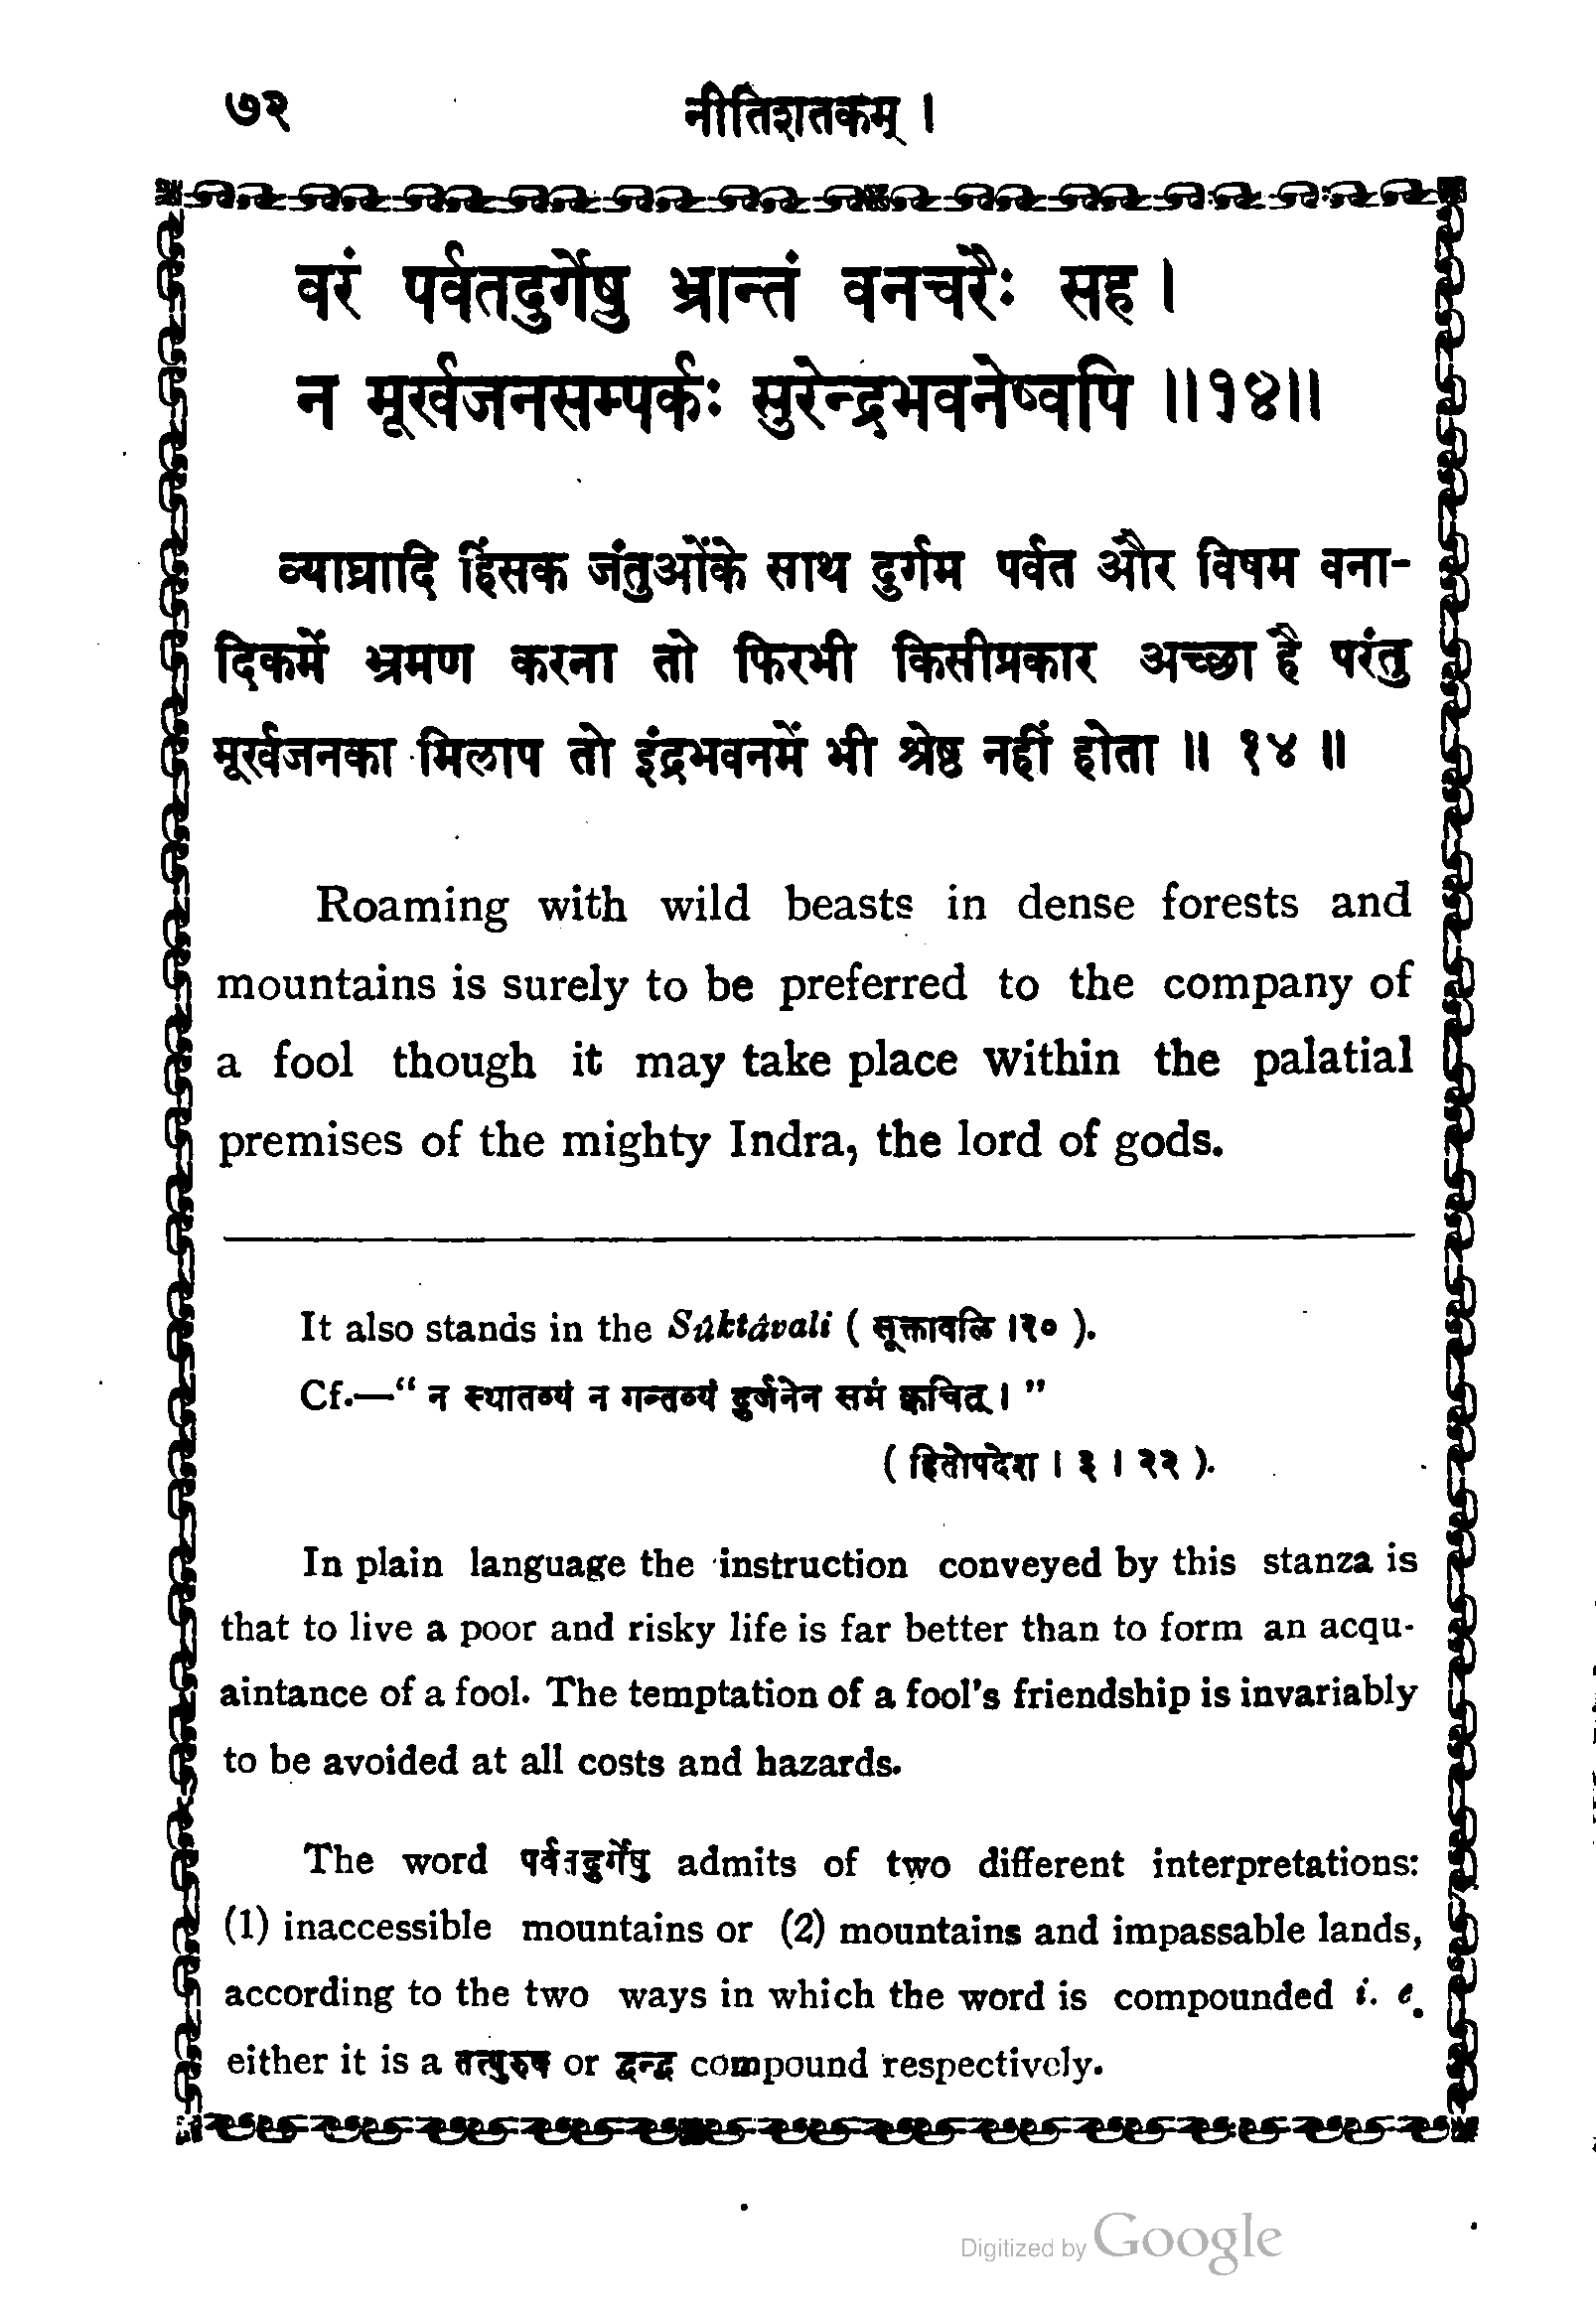 ७२
नीतिशतकम् ।
वरं पर्वतदुर्गेषु भ्रान्तं वनचरैः सह ।
न मूर्खजनसम्पर्कः सुरेन्द्रभवनेष्वपि ॥१४॥
व्याघ्रादि हिंसक जंतुओंके साथ दुर्गम पर्वत और विषम वना-
दिकमें भ्रमण करना तो फिरभी किसीप्रकार अच्छा है परंतु
मूर्खजनका मिलाप तो इंद्रभवनमें भी श्रेष्ठ नहीं होता ॥ १४ ॥
Roaming with wild beasts in dense forests and
mountains is surely to be preferred to the company of
a fool though it may take place within the palatial
premises of the mighty Indra, the lord of gods.
It also stands in the Sûktâvali ( सूक्तावलि ।२० ).
Cf.—“ न स्थातव्यं न गन्तव्यं दुर्जनेन समं क्वचित् । ”
( हितोपदेश । ३ । २२ ).
In plain language the instruction conveyed by this stanza is
that to live a poor and risky life is far better than to form an acqu-
aintance of a fool. The temptation of a fool's friendship is invariably
to be avoided at all costs and hazards.
The word पर्वतदुर्गेषु admits of two different interpretations:
(1) inaccessible mountains or (2) mountains and impassable lands,
according to the two ways in which the word is compounded i. e.
either it is a तत्पुरुष or द्वन्द्व compound respectively.
Digitized by Google